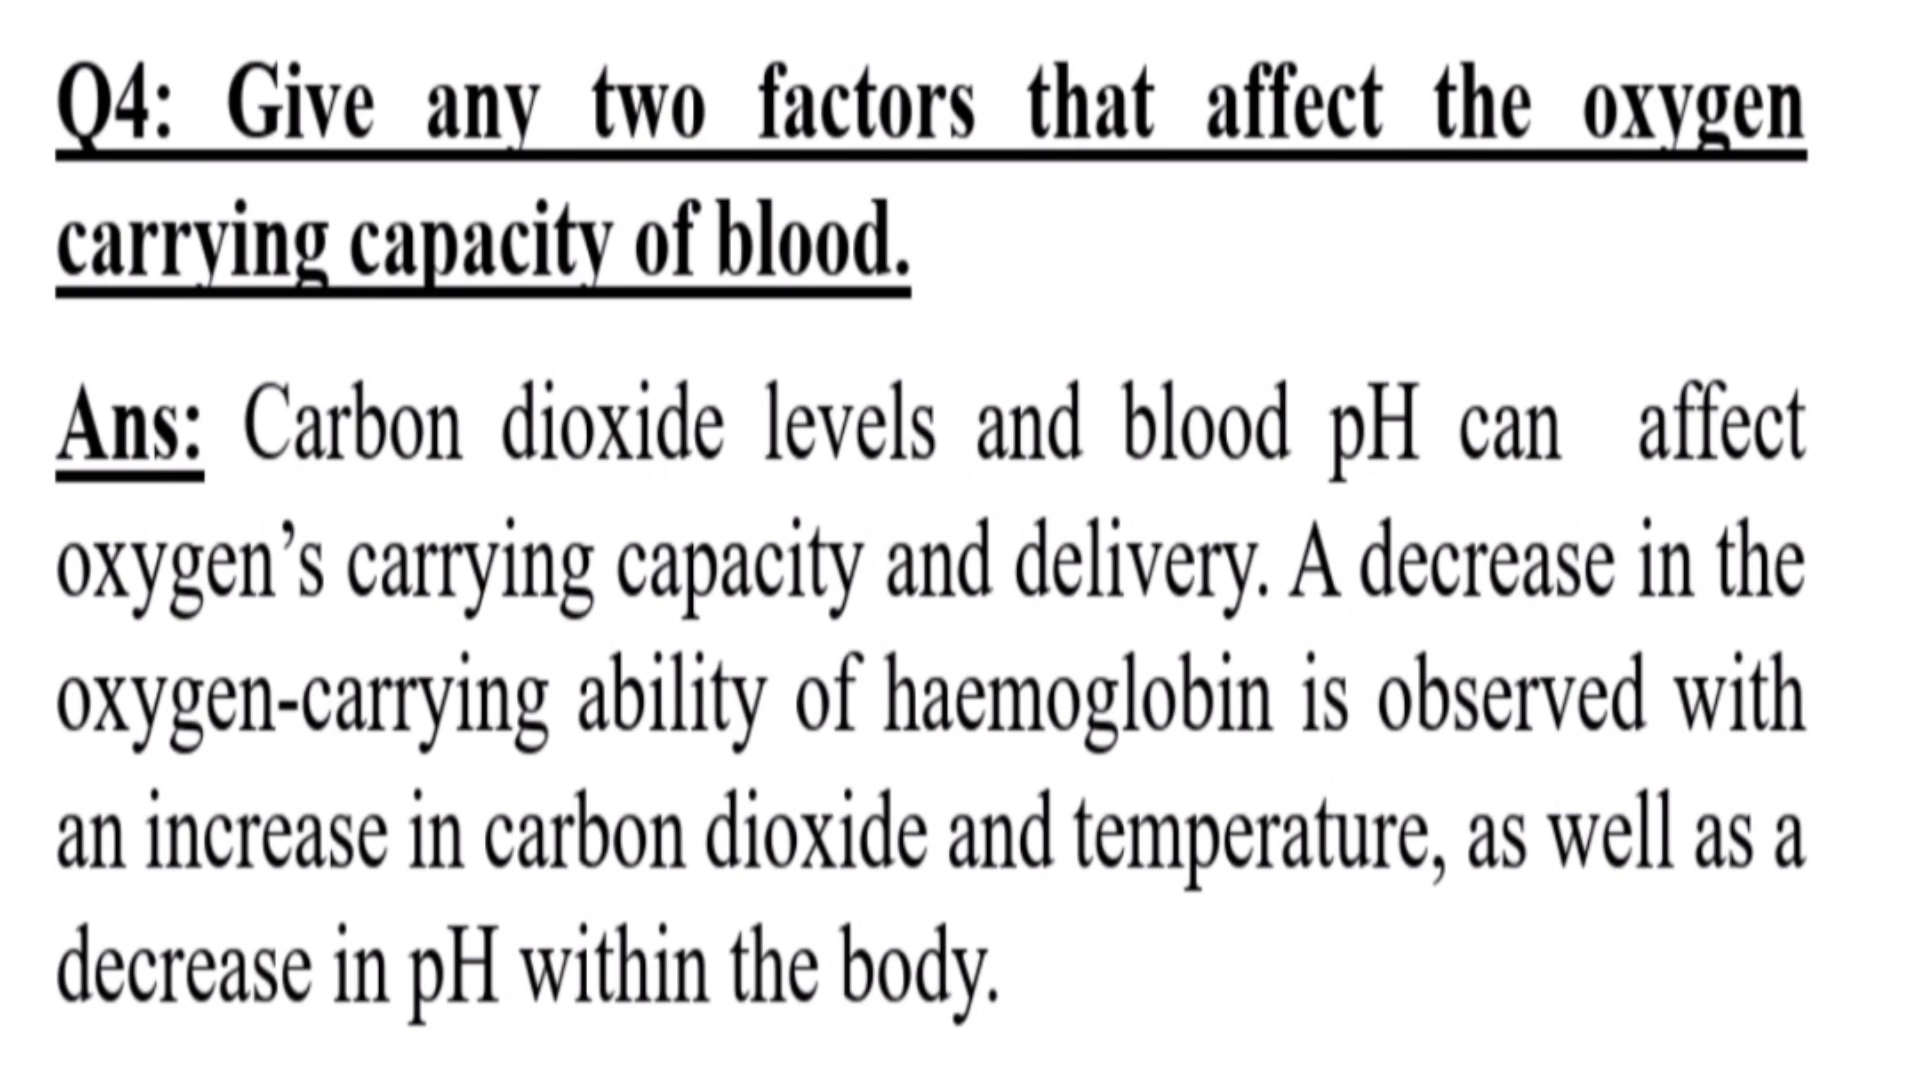 Q4: Give any two factors that affect the oxygen
carrying capacity of blood.
Ans: Carbon dioxide levels and blood pH can affect
oxygen’s carrying capacity and delivery. A decrease in the
oxygen-carrying ability of haemoglobin is observed with
an increase in carbon dioxide and temperature, as well as a
decrease in pH within the body.